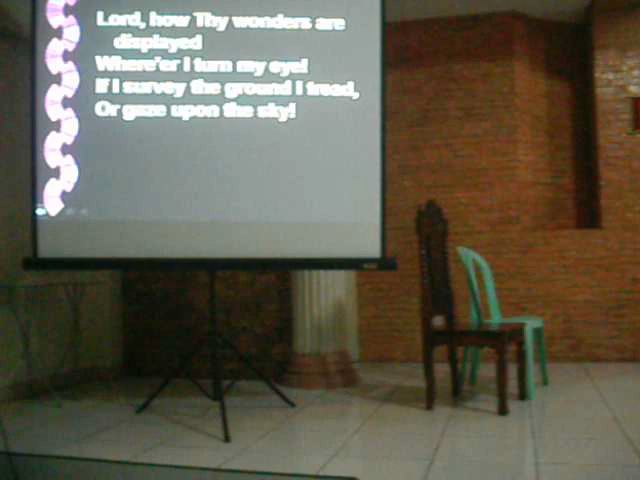 Lord, how Thy wonders are
displayed
Where'er I turn my eye!
If I survey the ground I tread,
Or gaze upon the sky!